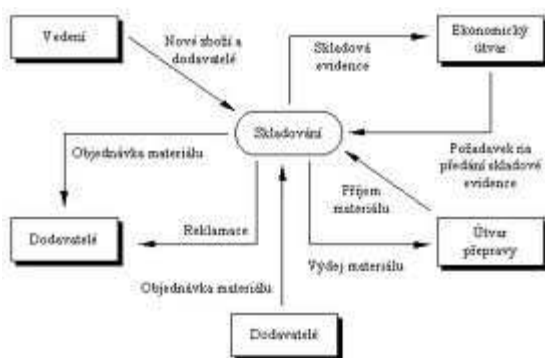 Vedení
Nové zboží a
dodavatelé
Skladová
evidence
Ekonomický
útvar
Skladování
Objednávka materiálu
Požadavek na
předání skladové
evidence
Příjem
materiálu
Dodavatelé
Reklamace
Útvar
přepravy
Výdej materiálu
Objednávka materiálu
Dodavatelé